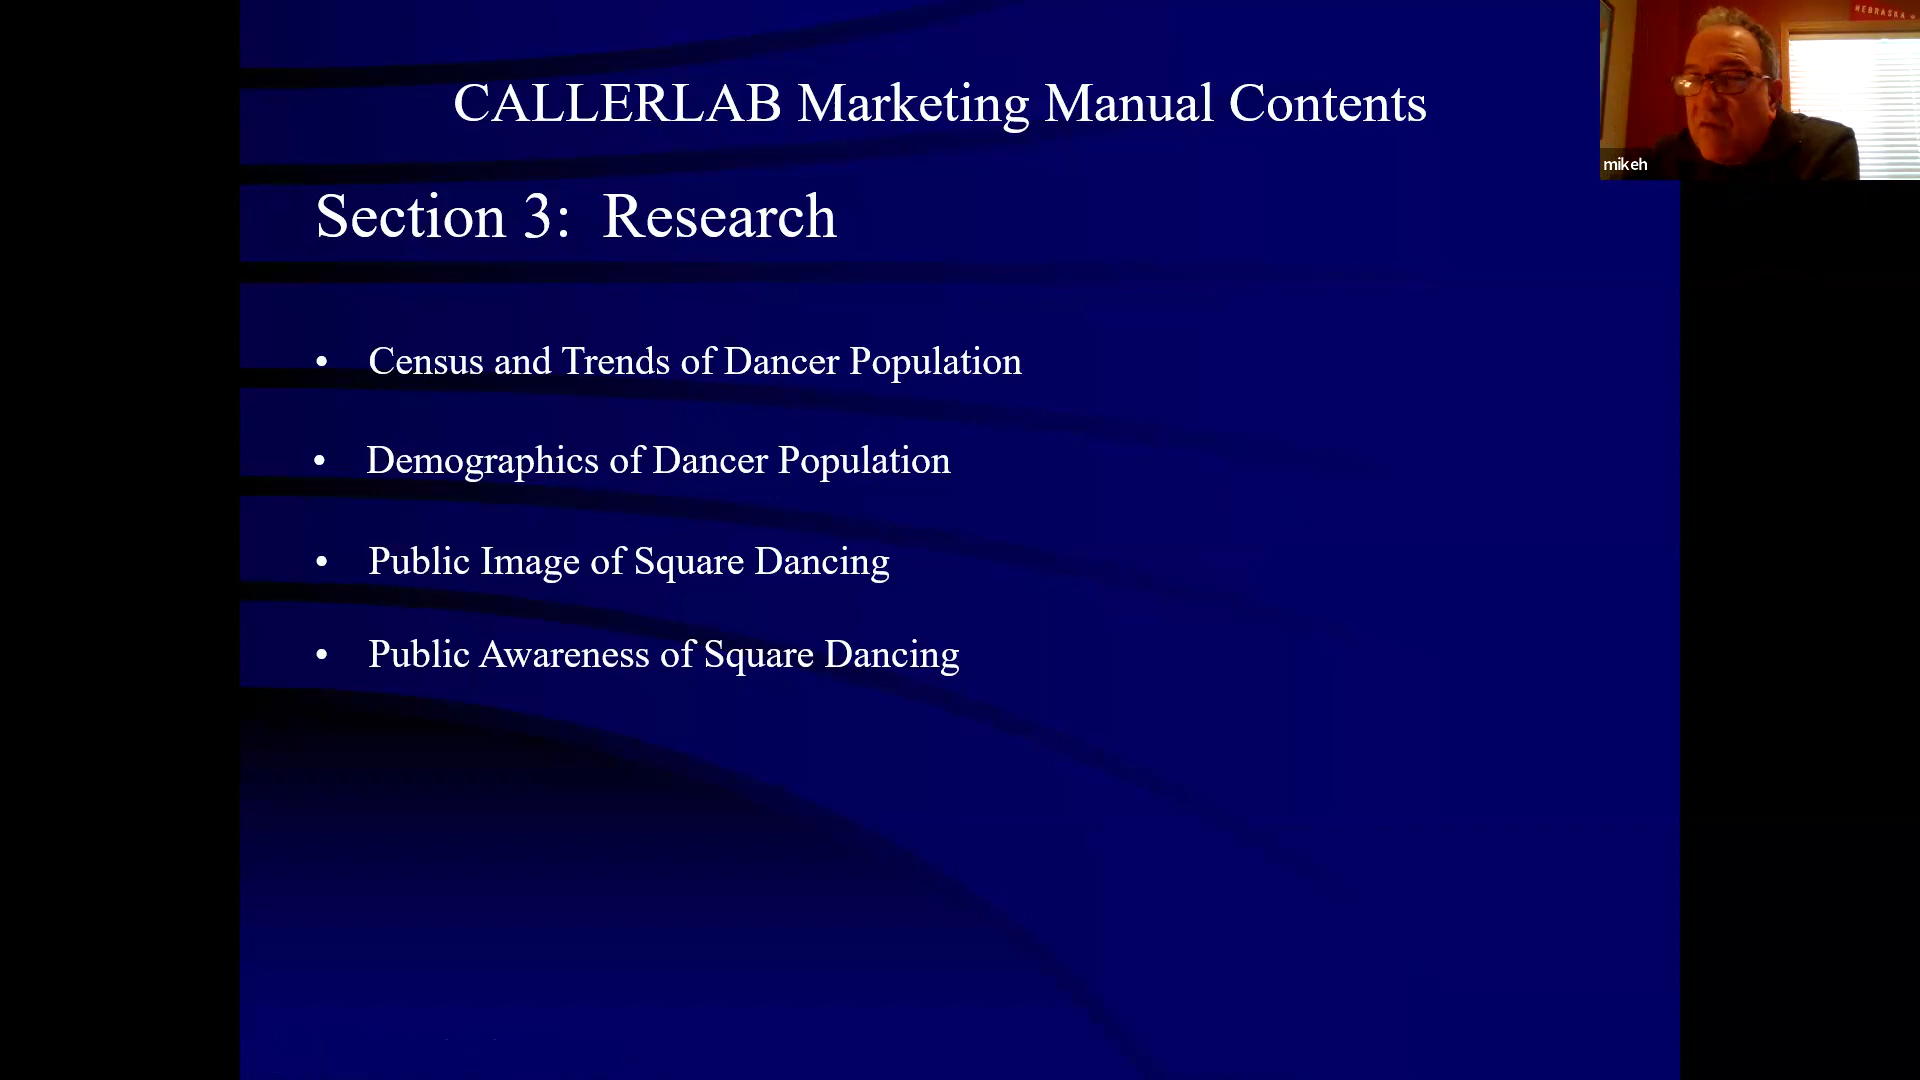 CALLERLAB Marketing Manual Contents
NEBRASKA
mikeh
Section 3: Research
• Census and Trends of Dancer Population
• Demographics of Dancer Population
• Public Image of Square Dancing
• Public Awareness of Square Dancing